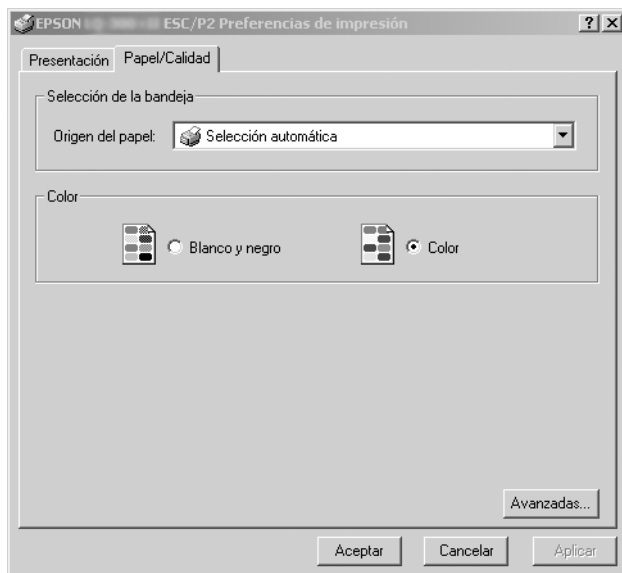 EPSON ESC/P2 Preferencias de impresión
Presentación
Papel/Calidad
Selección de la bandeja
Origen del papel:
Selección automática
Color
Blanco y negro
Color
Avanzadas...
Aceptar
Cancelar
Aplicar